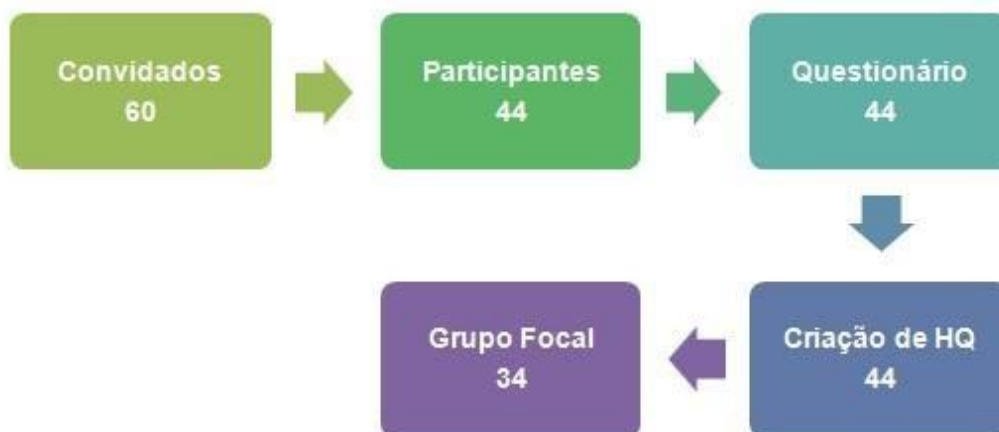 Convidados
60
Participantes
44
Questionário
44
Criação de HQ
44
Grupo Focal
34